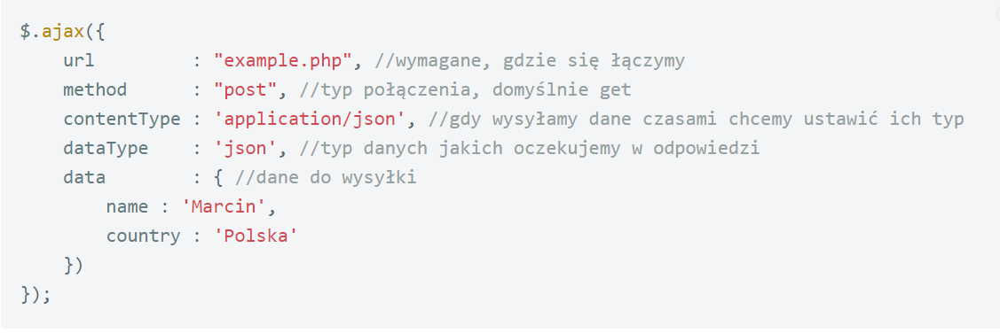 $.ajax({
    url         : "example.php", //wymagane, gdzie się łączymy
    method      : "post", //typ połączenia, domyślnie get
    contentType : 'application/json', //gdy wysyłamy dane czasami chcemy ustawić ich typ
    dataType    : 'json', //typ danych jakich oczekujemy w odpowiedzi
    data        : { //dane do wysyłki
        name : 'Marcin',
        country : 'Polska'
    })
});